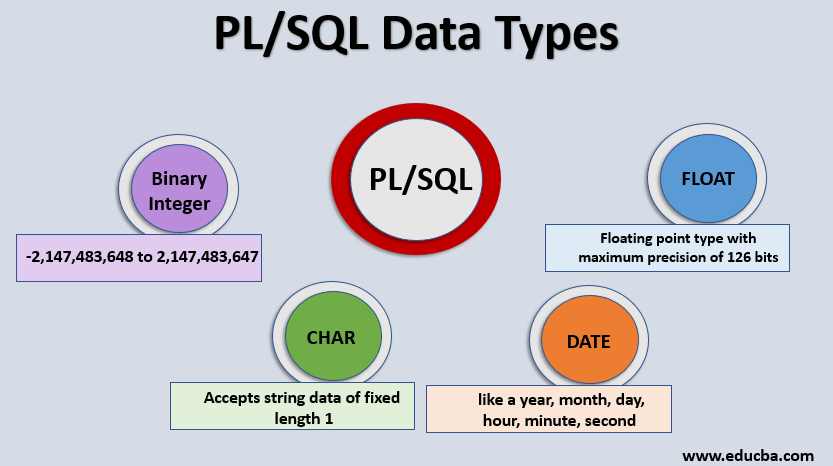 PL/SQL Data Types
Binary
Integer
-2,147,483,648 to 2,147,483,647
PL/SQL
FLOAT
Floating point type with
maximum precision of 126 bits
CHAR
Accepts string data of fixed
length 1
DATE
like a year, month, day,
hour, minute, second
www.educba.com